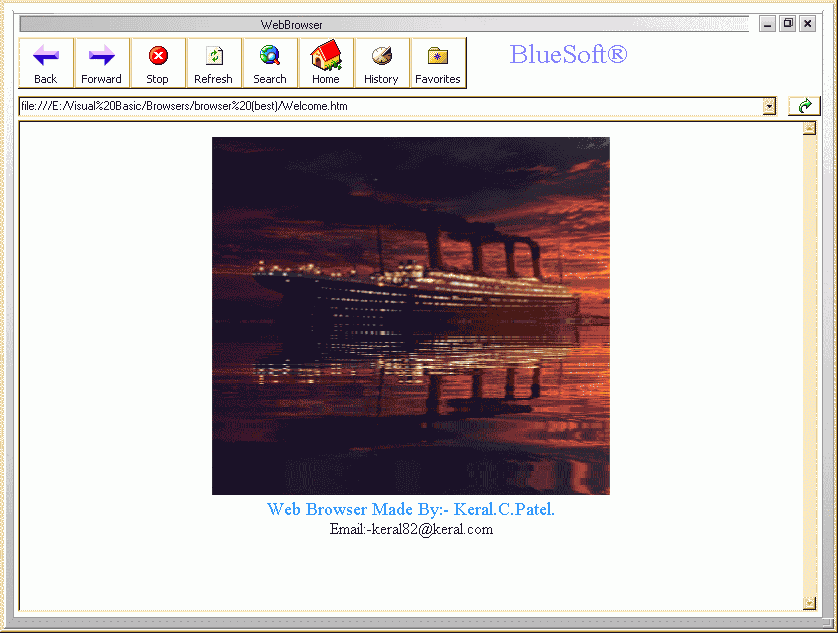 WebBrowser
Back Forward Stop Refresh Search Home History Favorites
BlueSoft®
file:///E:/Visual%20Basic/Browsers/browser%20(best)/Welcome.htm
Web Browser Made By:- Keral.C.Patel.
Email:-keral82@keral.com